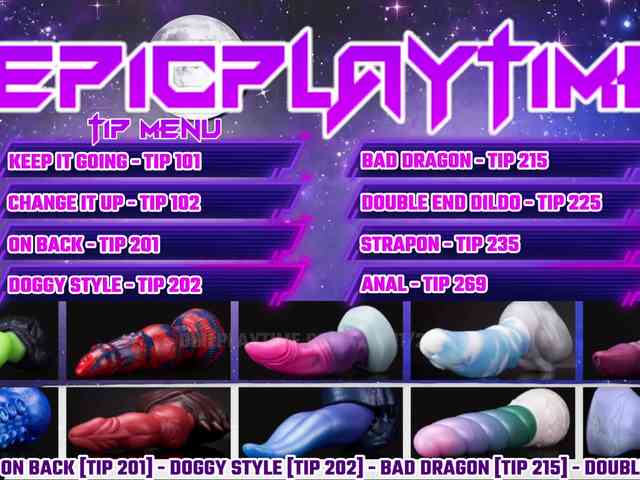 EPICPLAYTIM
TIP MENU
KEEP IT GOING - TIP 101
CHANGE IT UP - TIP 102
ON BACK - TIP 201
DOGGY STYLE - TIP 202
BAD DRAGON - TIP 215
DOUBLE END DILDO - TIP 225
STRAPON - TIP 235
ANAL - TIP 269
ON BACK [TIP 201] - DOGGY STYLE [TIP 202] - BAD DRAGON [TIP 215] - DOUBL